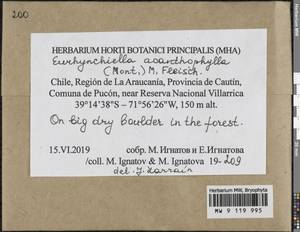 200
HERBARIUM HORTI BOTANICI PRINCIPALIS (MHA)
Eurhynchiella acanthophylla
(Mont.) M. Fleisch.
Chile, Región de La Araucanía, Provincia de Cautín,
Comuna de Pucón, near Reserva Nacional Villarrica
39°14'38"S – 71°56'26"W, 150 m alt.
On big dry boulder in the forest.
15.VI.2019 собр. М. Игнатов и Е.Игнатова
/coll. M. Ignatov & M. Ignatova 19-209
det. J. Larraín
Herbarium MW, Bryophyta
MW 9 119 995